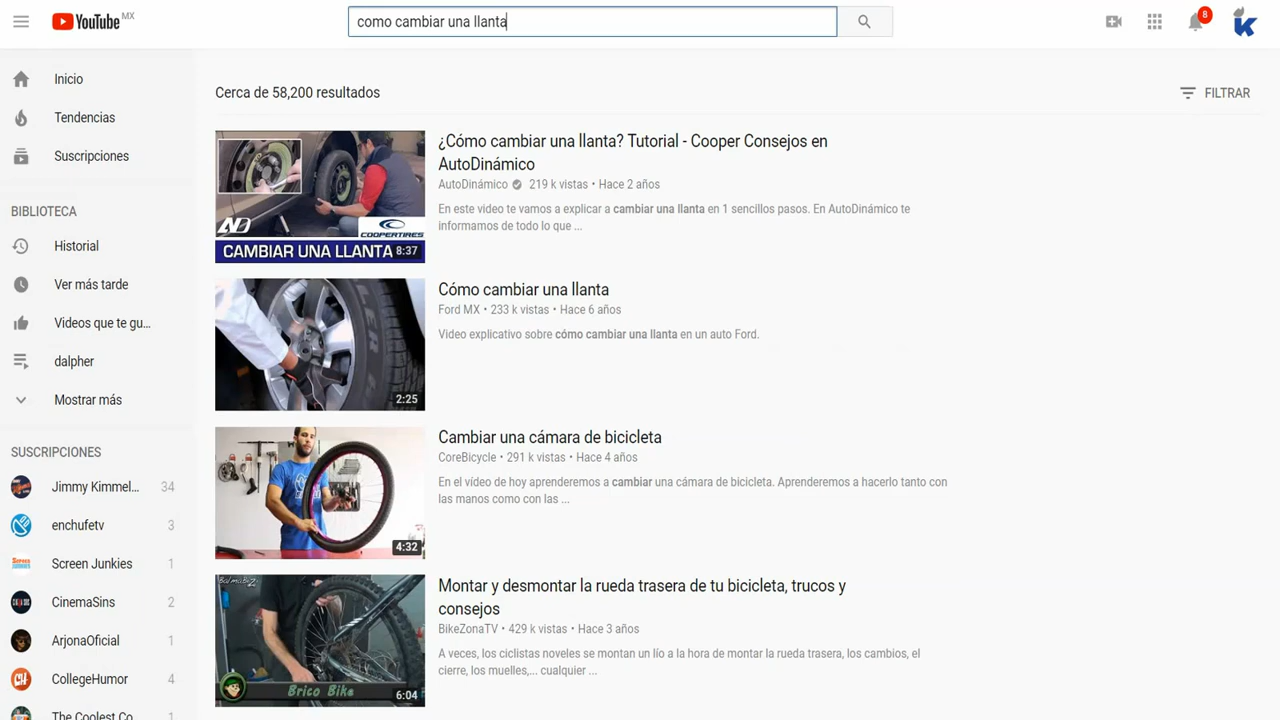 YouTube MX
como cambiar una llanta
8
Inicio
Tendencias
Suscripciones
BIBLIOTECA
Historial
Ver más tarde
Videos que te gu...
dalpher
Mostrar más
SUSCRIPCIONES
Jimmy Kimmel... 34
enchufetv 3
Screen Junkies 1
CinemaSins 2
ArjonaOficial 1
CollegeHumor 4
The Coolest Co 1
Cerca de 58,200 resultados
FILTRAR
COOPERTIRES
CAMBIAR UNA LLANTA 8:37
¿Cómo cambiar una llanta? Tutorial - Cooper Consejos en
AutoDinámico
AutoDinámico 219 k vistas • Hace 2 años
En este video te vamos a explicar a cambiar una llanta en 1 sencillos pasos. En AutoDinámico te
informamos de todo lo que ...
2:25
Cómo cambiar una llanta
Ford MX • 233 k vistas • Hace 6 años
Video explicativo sobre cómo cambiar una llanta en un auto Ford.
4:32
Cambiar una cámara de bicicleta
CoreBicycle • 291 k vistas • Hace 4 años
En el vídeo de hoy aprenderemos a cambiar una cámara de bicicleta. Aprenderemos a hacerlo tanto con
las manos como con las ...
Brico Bike
6:04
Montar y desmontar la rueda trasera de tu bicicleta, trucos y
consejos
BikeZonaTV • 429 k vistas • Hace 3 años
A veces, los ciclistas noveles se montan un lío a la hora de montar la rueda trasera, los cambios, el
cierre, los muelles,... cualquier ...